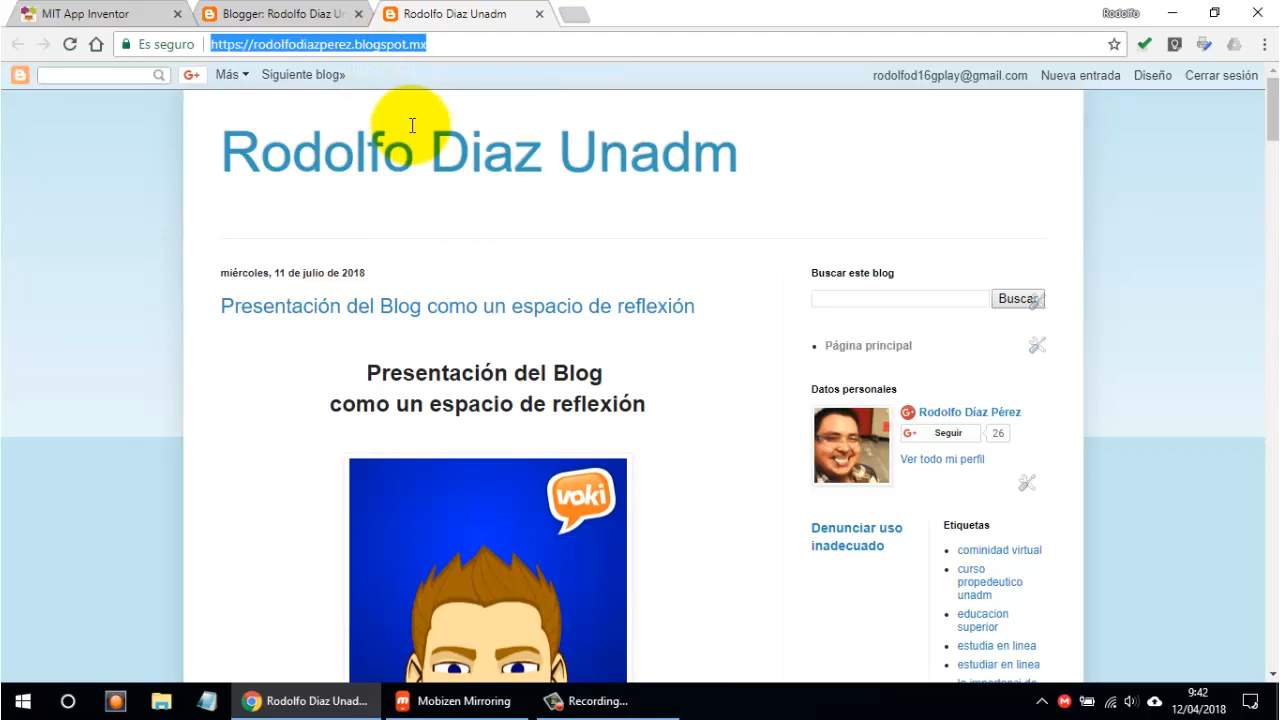 MIT App Inventor
Blogger: Rodolfo Diaz Un
Rodolfo Diaz Unadm
Rodolfo
Es seguro
https://rodolfodiazperez.blogspot.mx
G+ Más Siguiente blog»
rodolfod16gplay@gmail.com Nueva entrada Diseño Cerrar sesión
Rodolfo Diaz Unadm
miércoles, 11 de julio de 2018
Presentación del Blog como un espacio de reflexión
Presentación del Blog
como un espacio de reflexión
voki
Buscar este blog
Buscar
Página principal
Datos personales
G+ Rodolfo Díaz Pérez
G+ Seguir 26
Ver todo mi perfil
Denunciar uso
inadecuado
Etiquetas
cominidad virtual
curso
propedeutico
unadm
educacion
superior
estudia en linea
estudiar en linea
Rodolfo Diaz Unad...
Mobizen Mirroring
Recording...
9:42
12/04/2018